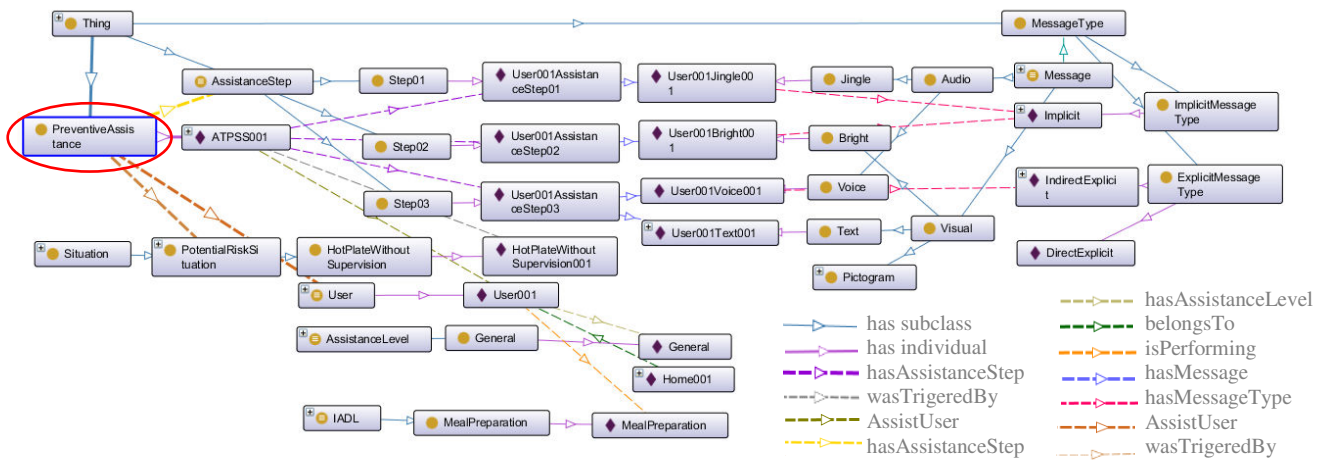 Thing
MessageType
AssistanceStep
Step01
User001Assistan
ceStep01
User001Jingle00
1
Jingle
Audio
Message
PreventiveAssis
tance
ATPSS001
Step02
User001Assistan
ceStep02
User001Bright00
1
Bright
Implicit
ImplicitMessage
Type
Step03
User001Assistan
ceStep03
User001Voice001
Voice
IndirectExplici
t
ExplicitMessage
Type
User001Text001
Text
Visual
Situation
PotentialRiskSi
tuation
HotPlateWithout
Supervision
HotPlateWithout
Supervision001
Pictogram
DirectExplicit
User
User001
AssistanceLevel
General
General
Home001
IADL
MealPreparation
MealPreparation
has subclass
has individual
hasAssistanceStep
wasTrigeredBy
AssistUser
hasAssistanceStep
hasAssistanceLevel
belongsTo
isPerforming
hasMessage
hasMessageType
AssistUser
wasTrigeredBy